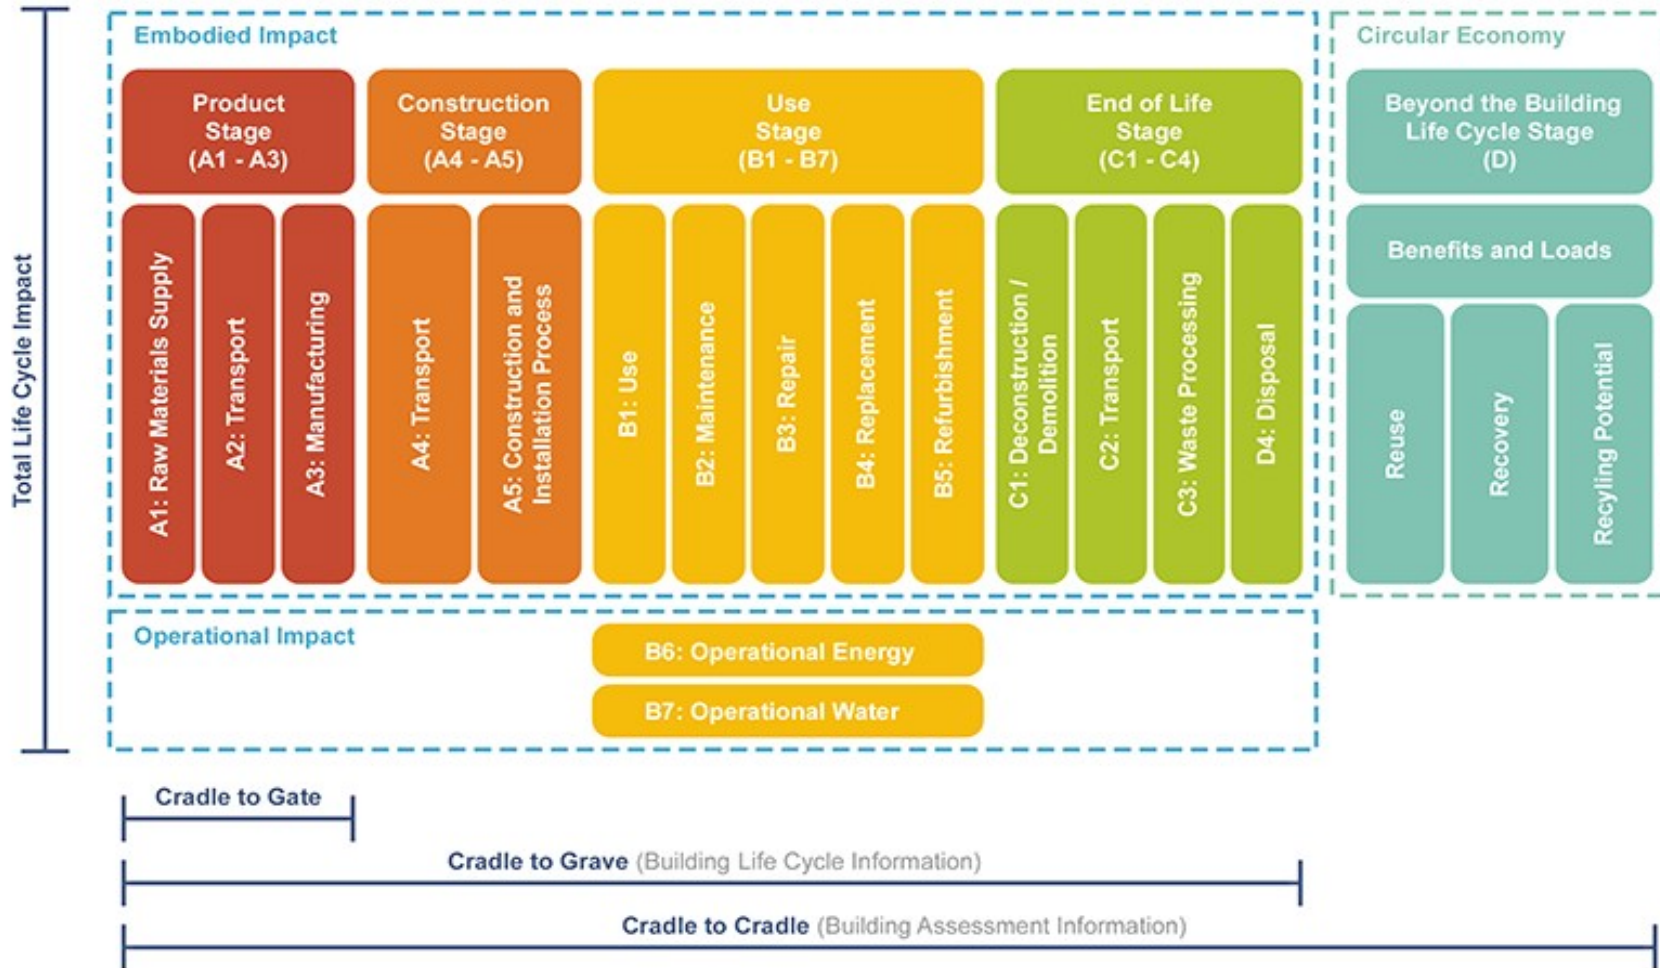 Total Life Cycle Impact
Embodied Impact
Product
Stage
(A1 - A3)
A1: Raw Materials Supply
A2: Transport
A3: Manufacturing
Construction
Stage
(A4 - A5)
A4: Transport
A5: Construction and
Installation Process
Use
Stage
(B1 - B7)
B1: Use
B2: Maintenance
B3: Repair
B4: Replacement
B5: Refurbishment
End of Life
Stage
(C1 - C4)
C1: Deconstruction /
Demolition
C2: Transport
C3: Waste Processing
D4: Disposal
Circular Economy
Beyond the Building
Life Cycle Stage
(D)
Benefits and Loads
Reuse
Recovery
Recyling Potential
Operational Impact
B6: Operational Energy
B7: Operational Water
Cradle to Gate
Cradle to Grave (Building Life Cycle Information)
Cradle to Cradle (Building Assessment Information)